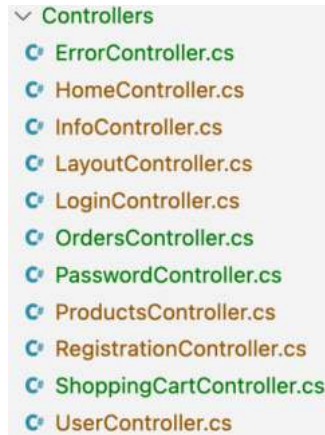 Controllers
C# ErrorController.cs
C# HomeController.cs
C# InfoController.cs
C# LayoutController.cs
C# LoginController.cs
C# OrdersController.cs
C# PasswordController.cs
C# ProductsController.cs
C# RegistrationController.cs
C# ShoppingCartController.cs
C# UserController.cs